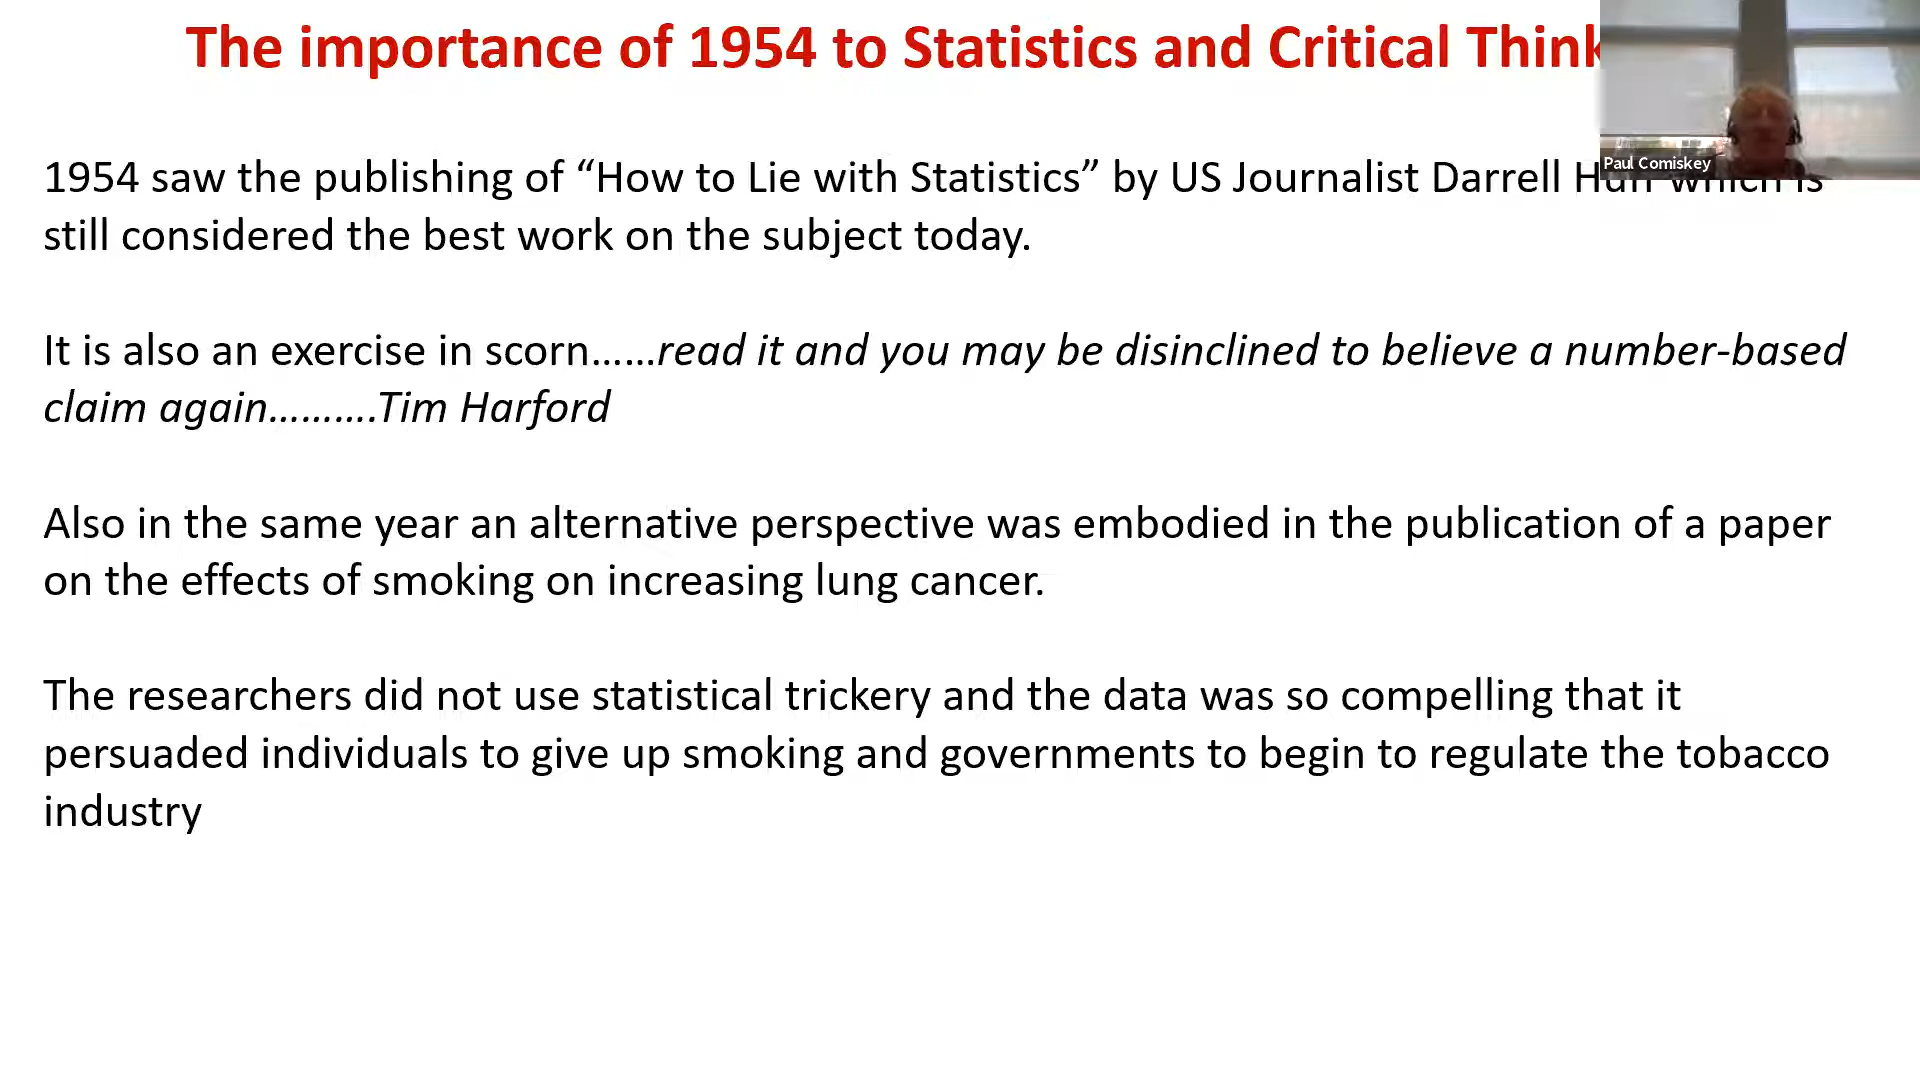 The importance of 1954 to Statistics and Critical Think
Paul Comiskey
1954 saw the publishing of “How to Lie with Statistics” by US Journalist Darrell Huff which is
still considered the best work on the subject today.
It is also an exercise in scorn……read it and you may be disinclined to believe a number-based
claim again……….Tim Harford
Also in the same year an alternative perspective was embodied in the publication of a paper
on the effects of smoking on increasing lung cancer.
The researchers did not use statistical trickery and the data was so compelling that it
persuaded individuals to give up smoking and governments to begin to regulate the tobacco
industry